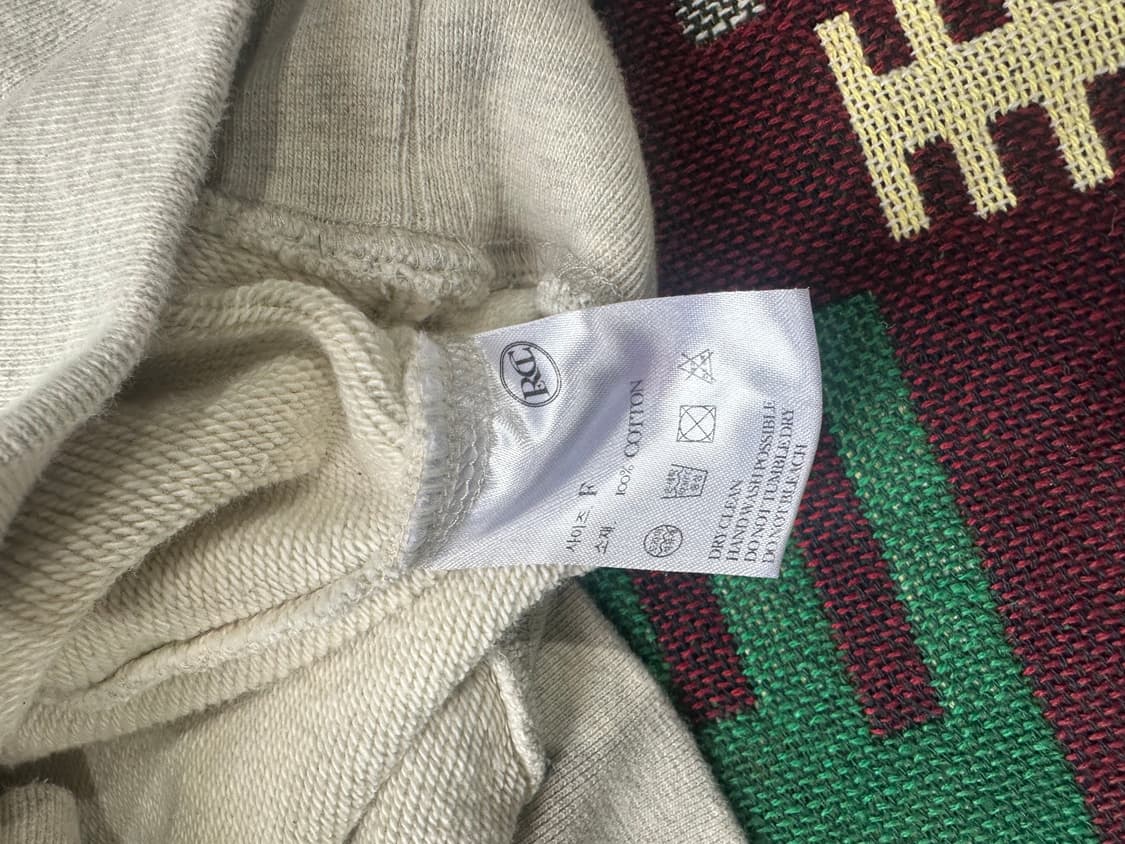 RCC
사이즈 F
소재 100% COTTON
DRY CLEAN
HAND WASH POSSIBLE
DO NOT TUMBLE DRY
DO NOT BLEACH